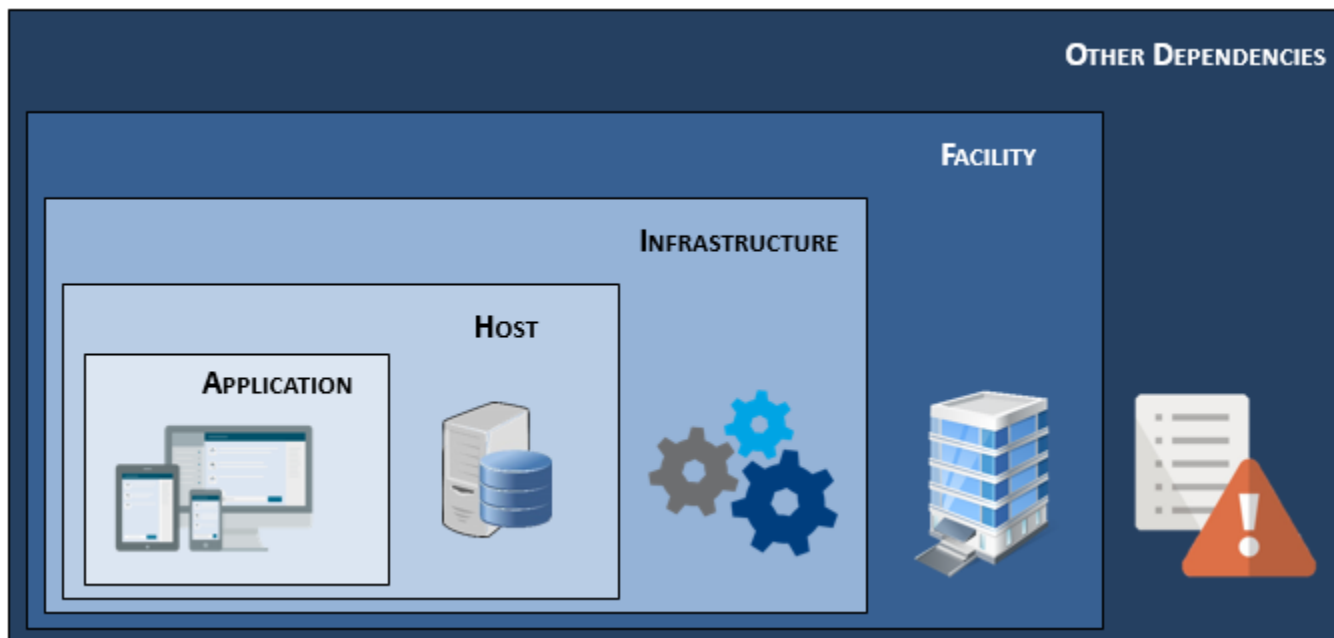 OTHER DEPENDENCIES
FACILITY
INFRASTRUCTURE
HOST
APPLICATION
!